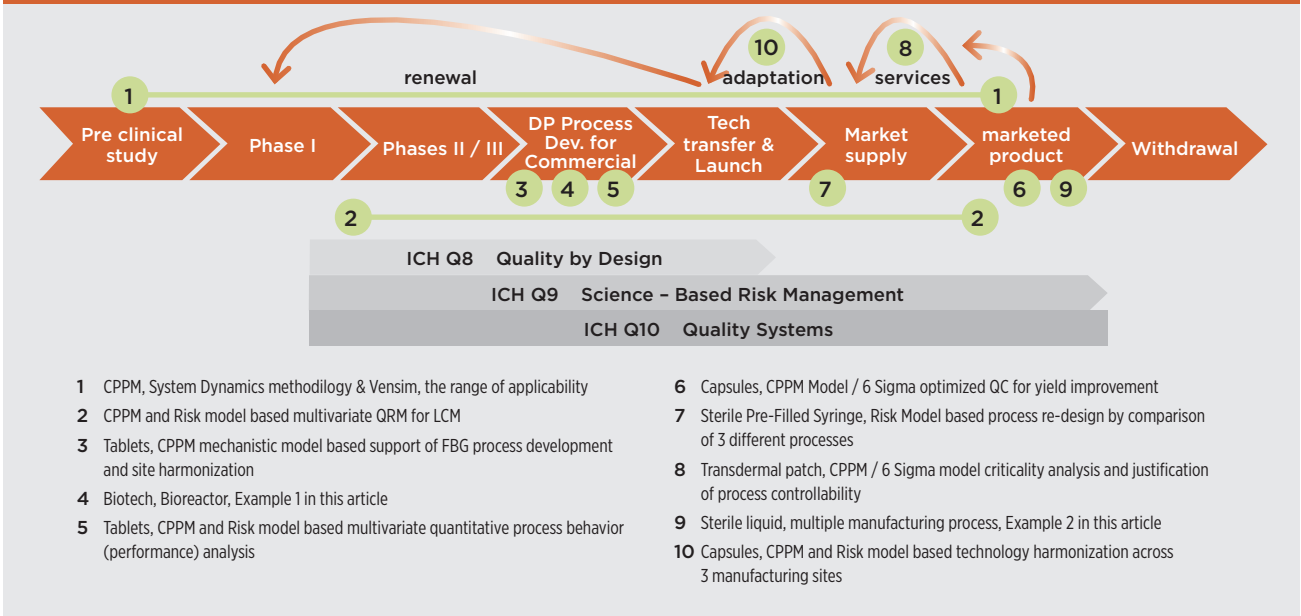 10
8
renewal
adaptation
services
1
1
Pre clinical
study
Phase I
Phases II / III
DP Process
Dev. for
Commercial
Tech
transfer &
Launch
Market
supply
marketed
product
Withdrawal
3
4
5
7
6
9
2
2
ICH Q8 Quality by Design
ICH Q9 Science – Based Risk Management
ICH Q10 Quality Systems
1 CPPM, System Dynamics methodilogy & Vensim, the range of applicability
2 CPPM and Risk model based multivariate QRM for LCM
3 Tablets, CPPM mechanistic model based support of FBG process development
and site harmonization
4 Biotech, Bioreactor, Example 1 in this article
5 Tablets, CPPM and Risk model based multivariate quantitative process behavior
(performance) analysis
6 Capsules, CPPM Model / 6 Sigma optimized QC for yield improvement
7 Sterile Pre-Filled Syringe, Risk Model based process re-design by comparison
of 3 different processes
8 Transdermal patch, CPPM / 6 Sigma model criticality analysis and justification
of process controllability
9 Sterile liquid, multiple manufacturing process, Example 2 in this article
10 Capsules, CPPM and Risk model based technology harmonization across
3 manufacturing sites